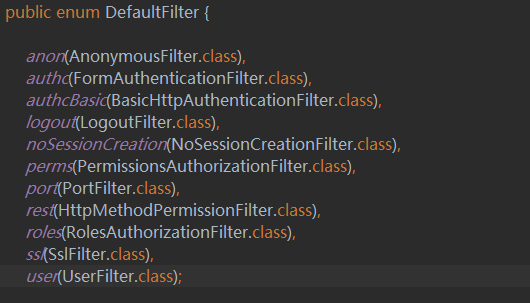 public enum DefaultFilter {
anon(AnonymousFilter.class),
authc(FormAuthenticationFilter.class),
authcBasic(BasicHttpAuthenticationFilter.class),
logout(LogoutFilter.class),
noSessionCreation(NoSessionCreationFilter.class),
perms(PermissionsAuthorizationFilter.class),
port(PortFilter.class),
rest(HttpMethodPermissionFilter.class),
roles(RolesAuthorizationFilter.class),
ssl(SslFilter.class),
user(UserFilter.class);